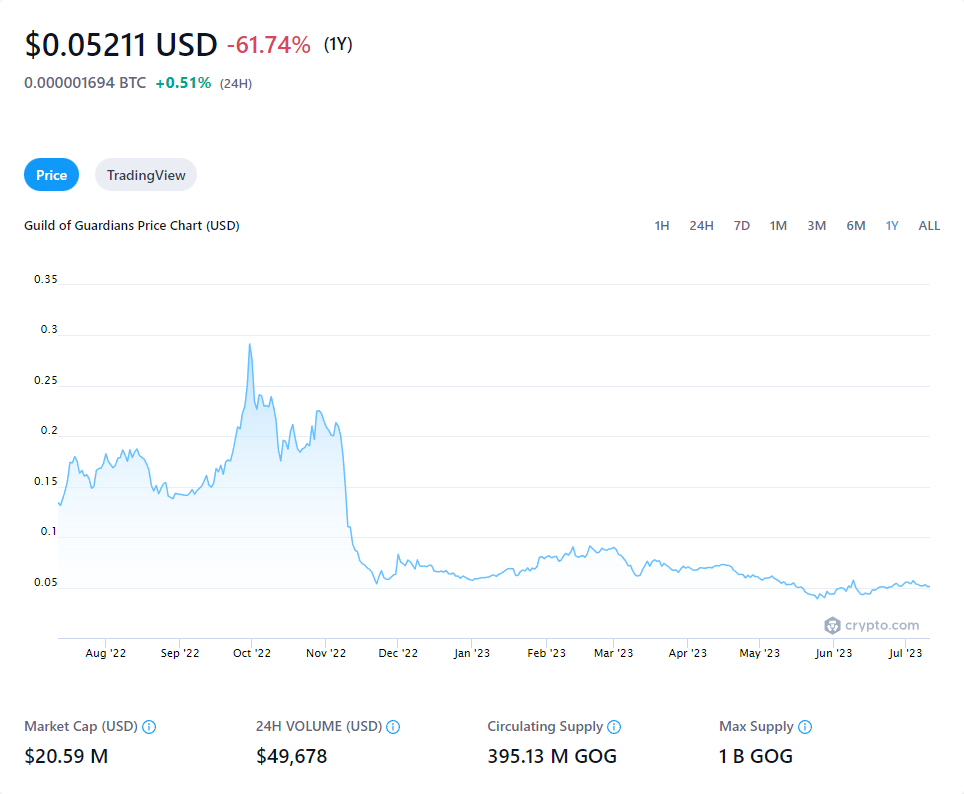 $0.05211 USD -61.74% (1Y)
0.000001694 BTC +0.51% (24H)
Price TradingView
Guild of Guardians Price Chart (USD) 1H 24H 7D 1M 3M 6M 1Y ALL
0.35
0.3
0.25
0.2
0.15
0.1
0.05
crypto.com
Aug '22 Sep '22 Oct '22 Nov '22 Dec '22 Jan '23 Feb '23 Mar '23 Apr '23 May '23 Jun '23 Jul '23
Market Cap (USD) 24H VOLUME (USD) Circulating Supply Max Supply
$20.59 M $49,678 395.13 M GOG 1 B GOG